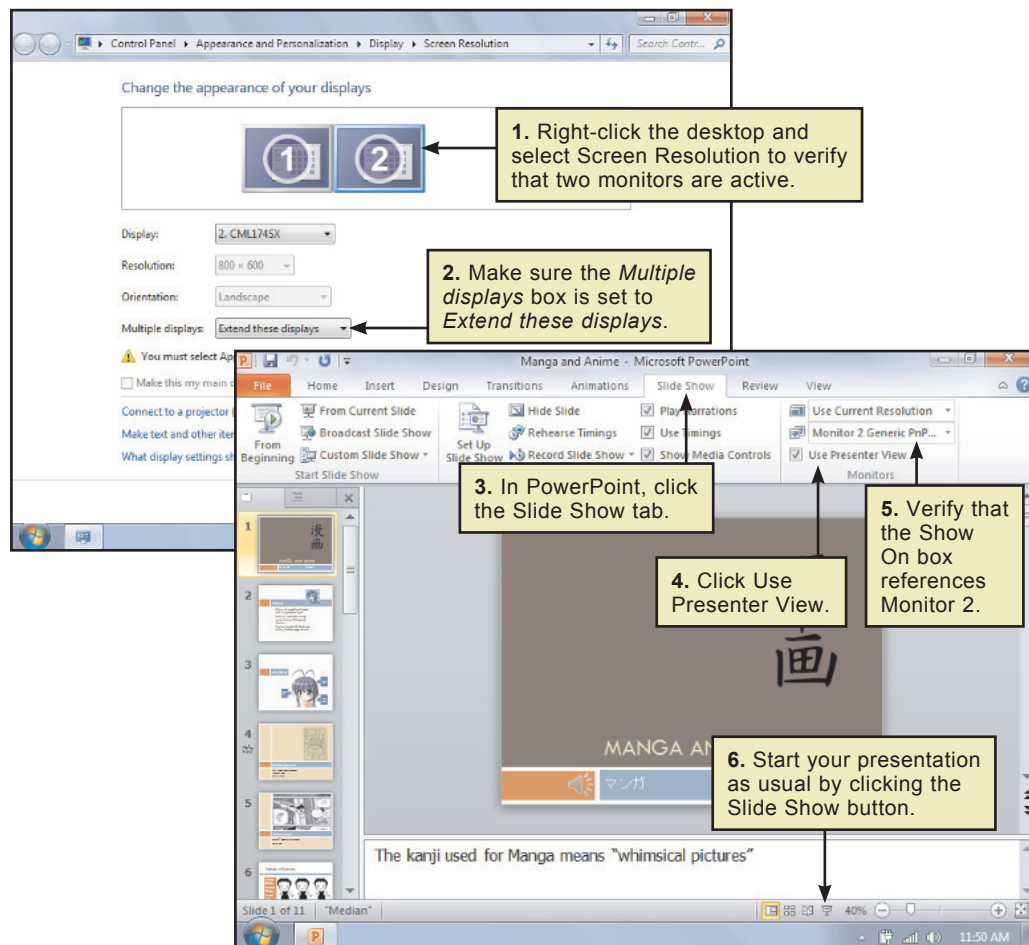 Control Panel ▸ Appearance and Personalization ▸ Display ▸ Screen Resolution
Search Contr...
Change the appearance of your displays
1
2
1. Right-click the desktop and
select Screen Resolution to verify
that two monitors are active.
Display:
2. CML174SX
Resolution:
800 × 600
Orientation:
Landscape
Multiple displays:
Extend these displays
2. Make sure the Multiple
displays box is set to
Extend these displays.
You must select Ap
Make this my main
Connect to a projector
Make text and other
What display settings
Manga and Anime - Microsoft PowerPoint
File Home Insert Design Transitions Animations Slide Show Review View
From Beginning
From Current Slide
Broadcast Slide Show
Custom Slide Show
Start Slide Show
Set Up
Slide Show
Hide Slide
Rehearse Timings
Record Slide Show
Play Narrations
Use Timings
Show Media Controls
Use Current Resolution
Monitor 2 Generic PnP...
Use Presenter View
Monitors
3. In PowerPoint, click
the Slide Show tab.
4. Click Use
Presenter View.
5. Verify that
the Show
On box
references
Monitor 2.
1
漫
画
2
3
4
5
6
画
MANGA AN
マンガ
6. Start your presentation
as usual by clicking the
Slide Show button.
The kanji used for Manga means “whimsical pictures”
Slide 1 of 11 "Median" 40%
11:50 AM